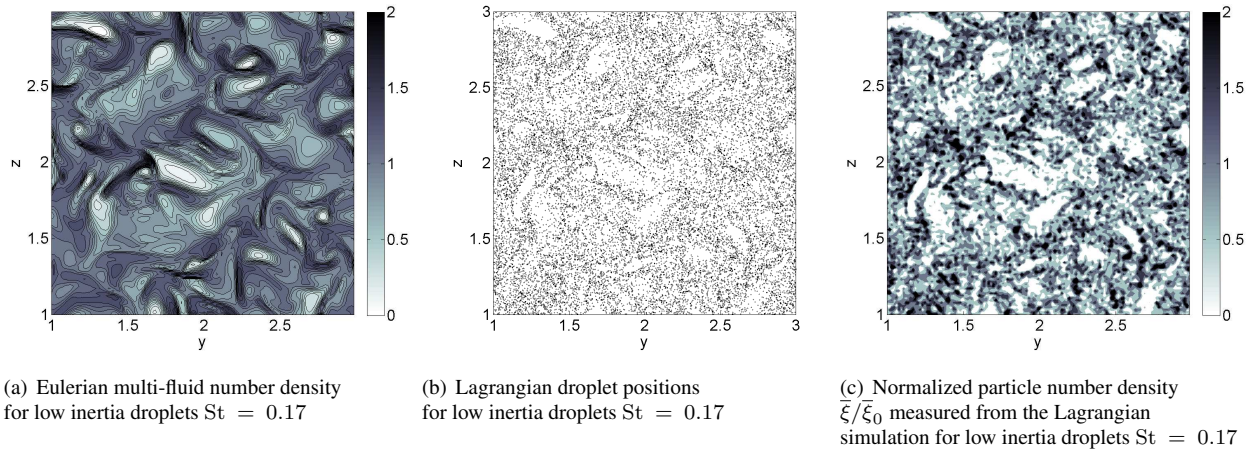 2
1.5
1
0.5
0
2.5
2
1.5
1
z
1
1.5
2
2.5
y
3
2.5
2
1.5
1
z
1
1.5
2
2.5
3
y
2
1.5
1
0.5
0
2.5
2
1.5
1
z
1
1.5
2
2.5
y
(a) Eulerian multi-fluid number density
for low inertia droplets St = 0.17
(b) Lagrangian droplet positions
for low inertia droplets St = 0.17
(c) Normalized particle number density
ξ̅/ξ̅₀ measured from the Lagrangian
simulation for low inertia droplets St = 0.17